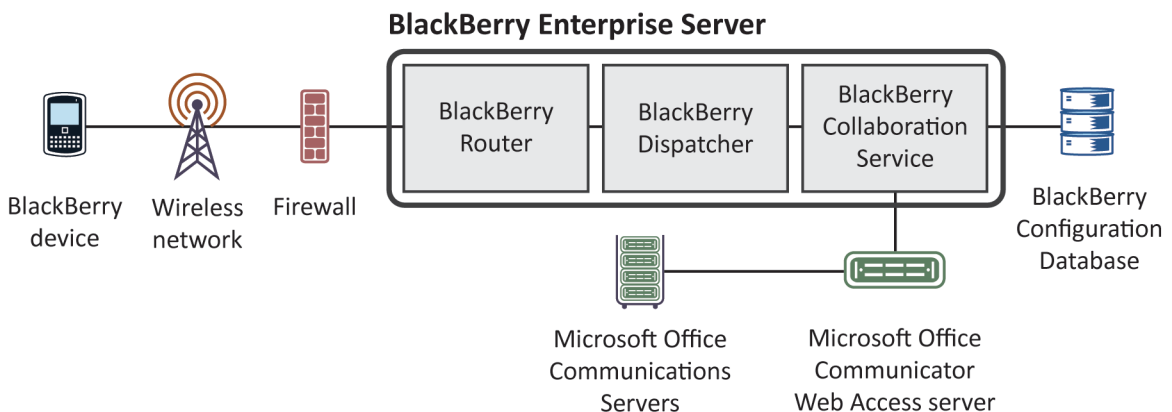 BlackBerry Enterprise Server
BlackBerry
Router
BlackBerry
Dispatcher
BlackBerry
Collaboration
Service
BlackBerry
device
Wireless
network
Firewall
BlackBerry
Configuration
Database
Microsoft Office
Communications
Servers
Microsoft Office
Communicator
Web Access server